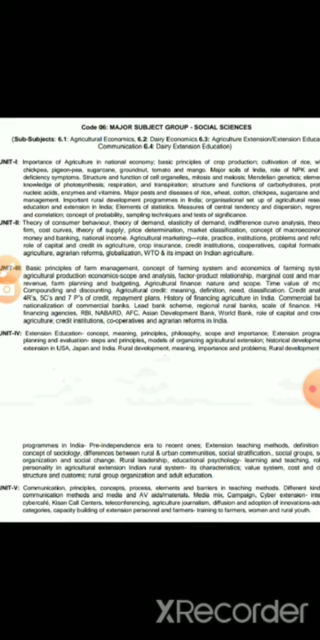 Code 06: MAJOR SUBJECT GROUP - SOCIAL SCIENCES
(Sub-Subjects: 6.1: Agricultural Economics, 6.2: Dairy Economics 6.3: Agriculture Extension/Extension Educa
Communication 6.4: Dairy Extension Education)
UNIT-I: Importance of Agriculture in national economy; basic principles of crop production; cultivation of rice, w
chickpea, pigeon-pea, sugarcane, groundnut, tomato and mango. Major soils of India, role of NPK and
deficiency symptoms. Structure and function of cell organelles, mitosis and meiosis; Mendelian genetics; eleme
knowledge of photosynthesis; respiration, and transpiration; structure and functions of carbohydrates, prot
nucleic acids, enzymes and vitamins. Major pests and diseases of rice, wheat, cotton, chickpea, sugarcane and
management. Important rural development programmes in India; organisational set up of agricultural resea
education and extension in India; Elements of statistics. Measures of central tendency and dispersion, regres
and correlation; concept of probability, sampling techniques and tests of significance.
UNIT-II: Theory of consumer behaviour, theory of demand, elasticity of demand, indifference curve analysis, theo
firm, cost curves, theory of supply, price determination, market classification, concept of macroeconom
money and banking, national income. Agricultural marketing—role, practice, institutions, problems and refo
role of capital and credit in agriculture, crop insurance, credit institutions, cooperatives, capital formati
agriculture, agrarian reforms, globalization, WTO & its impact on Indian agriculture.
UNIT-III: Basic principles of farm management, concept of farming system and economics of farming syst
agricultural production economics-scope and analysis, factor-product relationship, marginal cost and mar
revenue, farm planning and budgeting, Agricultural finance: nature and scope. Time value of mo
Compounding and discounting. Agricultural credit: meaning, definition, need, classification. Credit anal
4R's, 5C's and 7 P's of credit, repayment plans. History of financing agriculture in India. Commercial ba
nationalization of commercial banks. Lead bank scheme, regional rural banks, scale of finance. Hi
financing agencies, RBI, NABARD, AFC, Asian Development Bank, World Bank, role of capital and cre
agriculture; credit institutions, co-operatives and agrarian reforms in India.
UNIT-IV: Extension Education- concept, meaning, principles, philosophy, scope and importance; Extension progra
planning and evaluation- steps and principles, models of organizing agricultural extension; historical developme
extension in USA, Japan and India. Rural development, meaning, importance and problems; Rural development
programmes in India- Pre-independence era to recent ones; Extension teaching methods, definition
concept of sociology, differences between rural & urban communities, social stratification., social groups, s
organization and social change. Rural leadership, educational psychology- learning and teaching, rol
personality in agricultural extension Indian rural system- its characteristics; value system, cost and c
structure and customs; rural group organization and adult education.
UNIT-V: Communication, principles, concepts, process, elements and barriers in teaching methods. Different kind
communication methods and media and AV aids/materials. Media mix, Campaign, Cyber extension- inte
cybercafé, Kisan Call Centers, teleconferencing, agriculture journalism, diffusion and adoption of innovations-ad
categories, capacity building of extension personnel and farmers- training to farmers, women and rural youth.
XRecorder